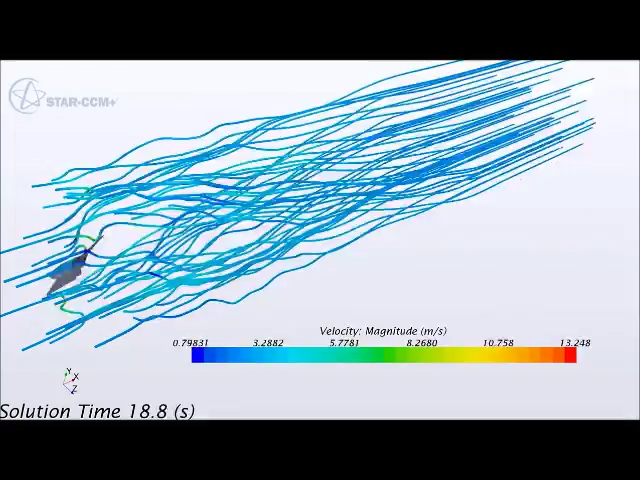 STAR-CCM+
Velocity: Magnitude (m/s)
0.79831 3.2882 5.7781 8.2680 10.758 13.248
Y
X
Z
Solution Time 18.8 (s)